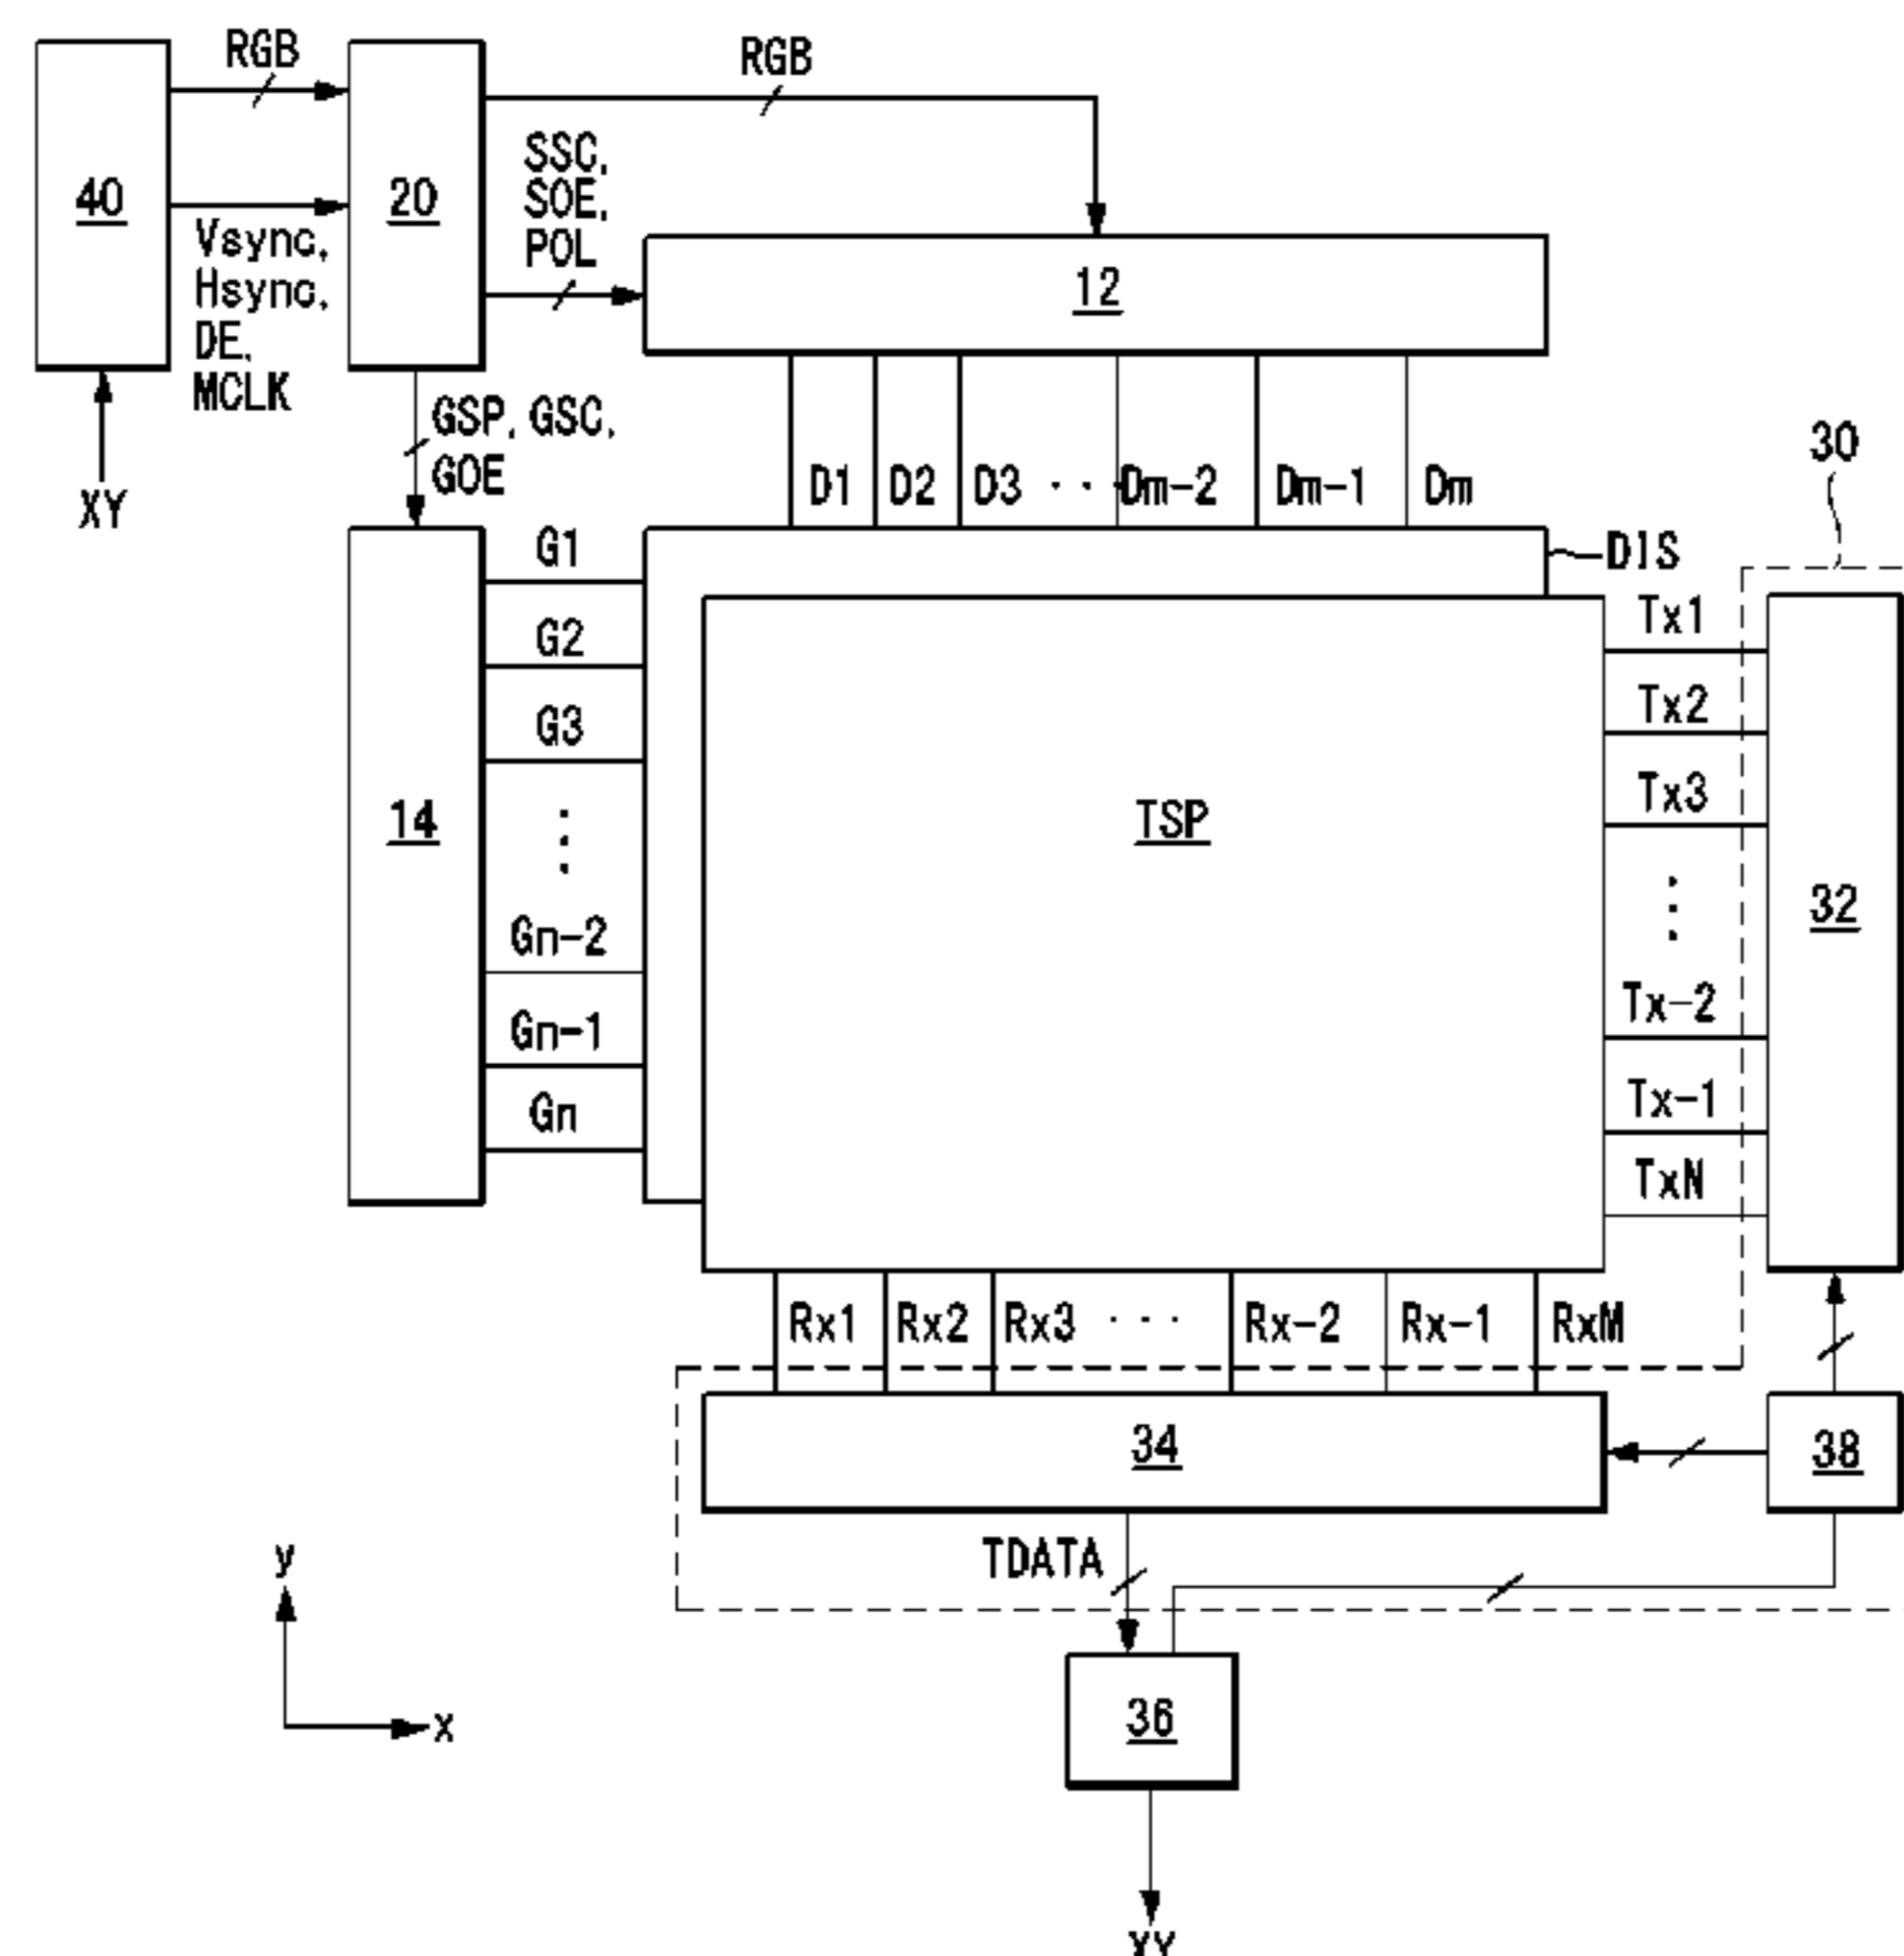 RGB
RGB
40
20
SSC,
SOE,
POL
Vsync,
Hsync,
DE,
MCLK
12
XY
GSP, GSC,
GOE
D1 D2 D3 ... Dm-2 Dm-1 Dm
30
DIS
G1
G2
G3
⋮
Gn-2
Gn-1
Gn
14
TSP
Tx1
Tx2
Tx3
⋮
Tx-2
Tx-1
TxN
32
Rx1 Rx2 Rx3 ... Rx-2 Rx-1 RxM
34
38
TDATA
y
x
36
XY